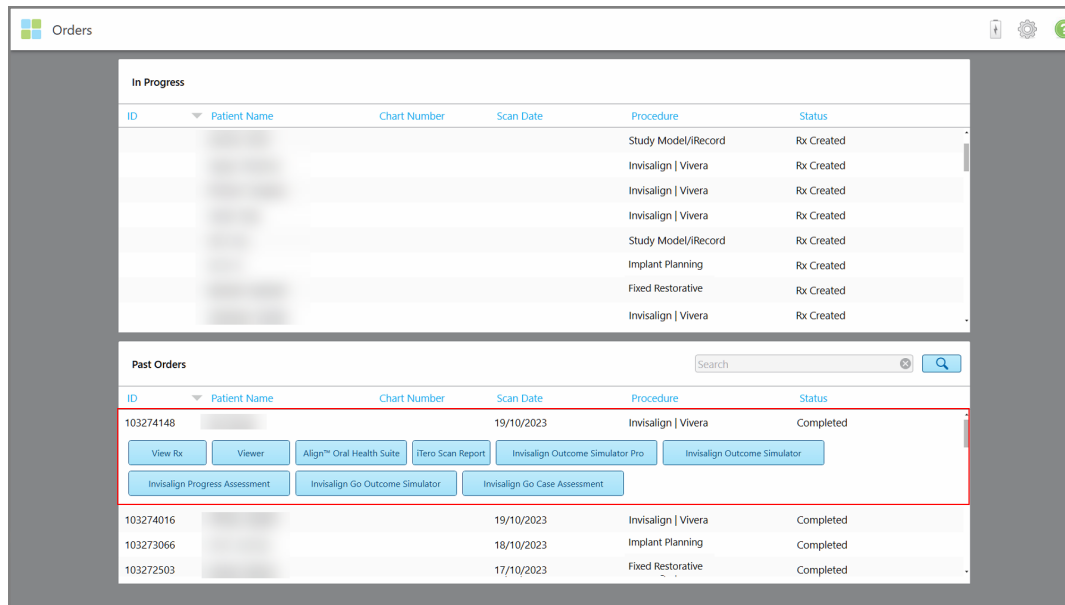 Orders
In Progress
ID Patient Name Chart Number Scan Date Procedure Status
Study Model/iRecord Rx Created
Invisalign | Vivera Rx Created
Invisalign | Vivera Rx Created
Invisalign | Vivera Rx Created
Study Model/iRecord Rx Created
Implant Planning Rx Created
Fixed Restorative Rx Created
Invisalign | Vivera Rx Created
Past Orders Search
ID Patient Name Chart Number Scan Date Procedure Status
103274148 19/10/2023 Invisalign | Vivera Completed
View Rx Viewer Align™ Oral Health Suite iTero Scan Report Invisalign Outcome Simulator Pro Invisalign Outcome Simulator
Invisalign Progress Assessment Invisalign Go Outcome Simulator Invisalign Go Case Assessment
103274016 19/10/2023 Invisalign | Vivera Completed
103273066 18/10/2023 Implant Planning Completed
103272503 17/10/2023 Fixed Restorative Completed